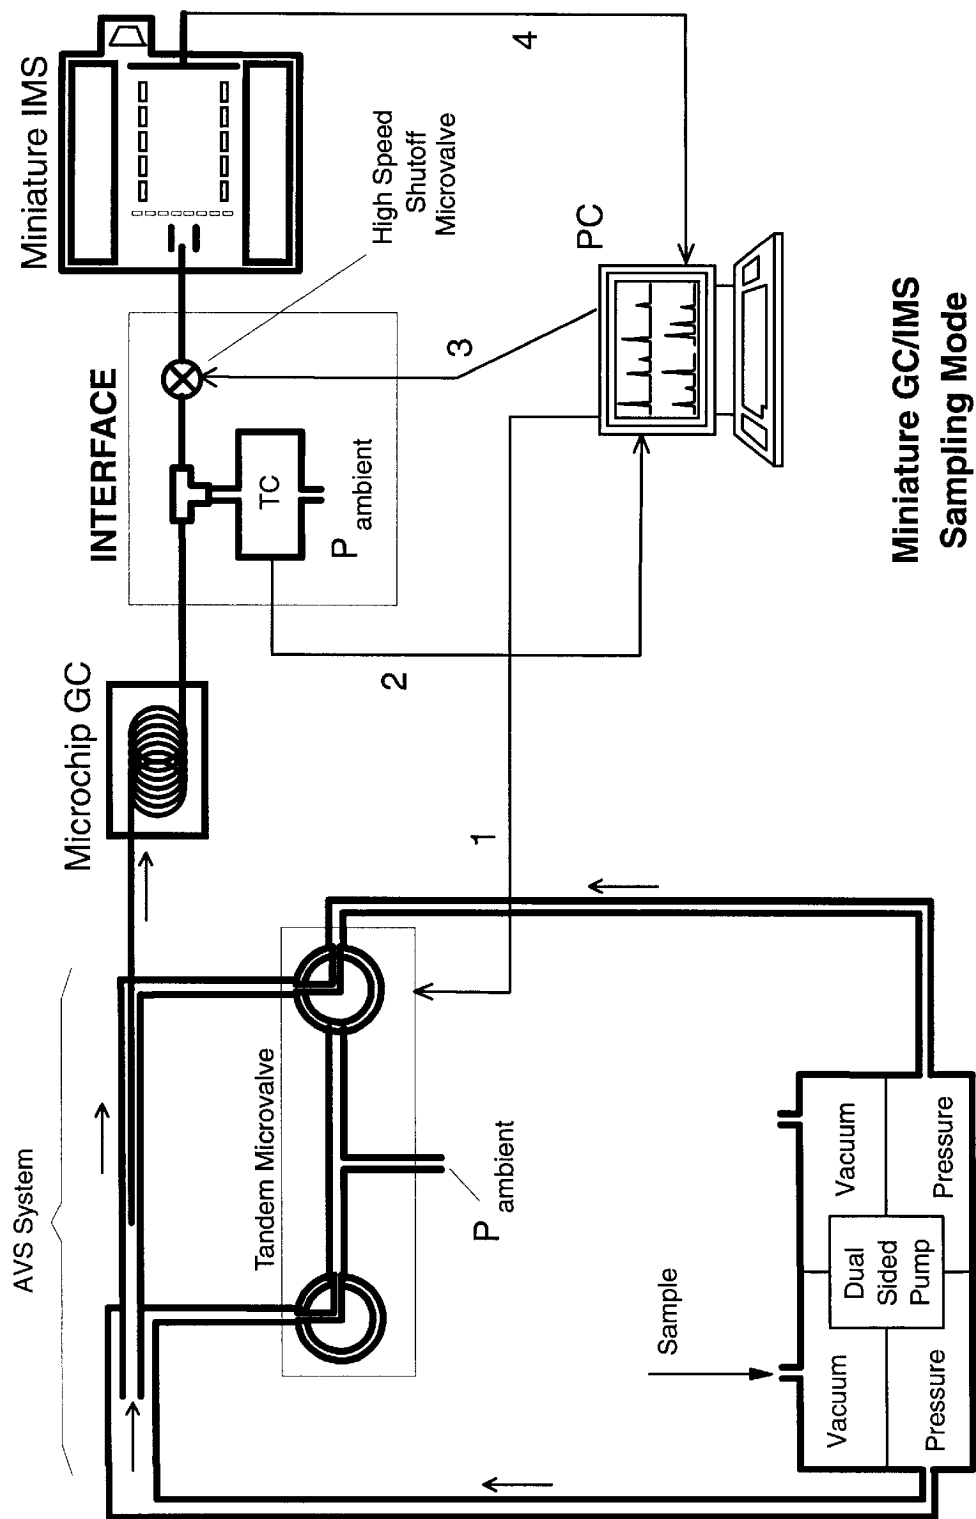 Miniature IMS
4
High Speed
Shutoff
Microvalve
PC
3
INTERFACE
TC
P ambient
2
Microchip GC
1
AVS System
Tandem Microvalve
P ambient
Sample
Vacuum
Vacuum
Dual
Sided
Pump
Pressure
Pressure
Miniature GC/IMS
Sampling Mode